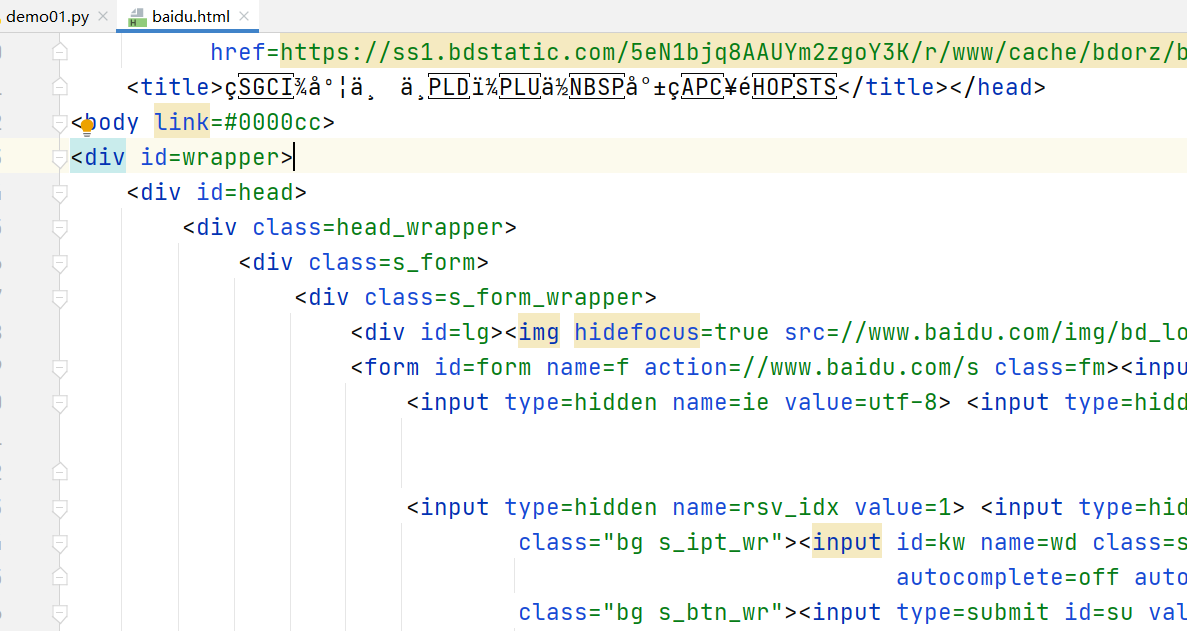 demo01.py baidu.html
href=https://ss1.bdstatic.com/5eN1bjq8AAUYm2zgoY3K/r/www/cache/bdorz/b
<title>çSGCI¾åº¦ä¸ ä¸PLDï¼PLUä½NBSPå°±çAPC¥éHOPSTS</title></head>
<body link=#0000cc>
<div id=wrapper>
<div id=head>
<div class=head_wrapper>
<div class=s_form>
<div class=s_form_wrapper>
<div id=lg><img hidefocus=true src=//www.baidu.com/img/bd_lo
<form id=form name=f action=//www.baidu.com/s class=fm><inpu
<input type=hidden name=ie value=utf-8> <input type=hidd
<input type=hidden name=rsv_idx value=1> <input type=hid
class="bg s_ipt_wr"><input id=kw name=wd class=s
autocomplete=off auto
class="bg s_btn_wr"><input type=submit id=su val